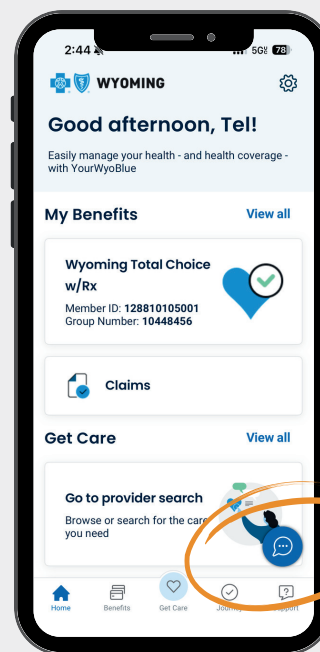 2:44
5G
78
WYOMING
Good afternoon, Tel!
Easily manage your health - and health coverage -
with YourWyoBlue
My Benefits View all
Wyoming Total Choice
w/Rx
Member ID: 128810105001
Group Number: 10448456
Claims
Get Care View all
Go to provider search
Browse or search for the care
you need
Home Benefits Get Care